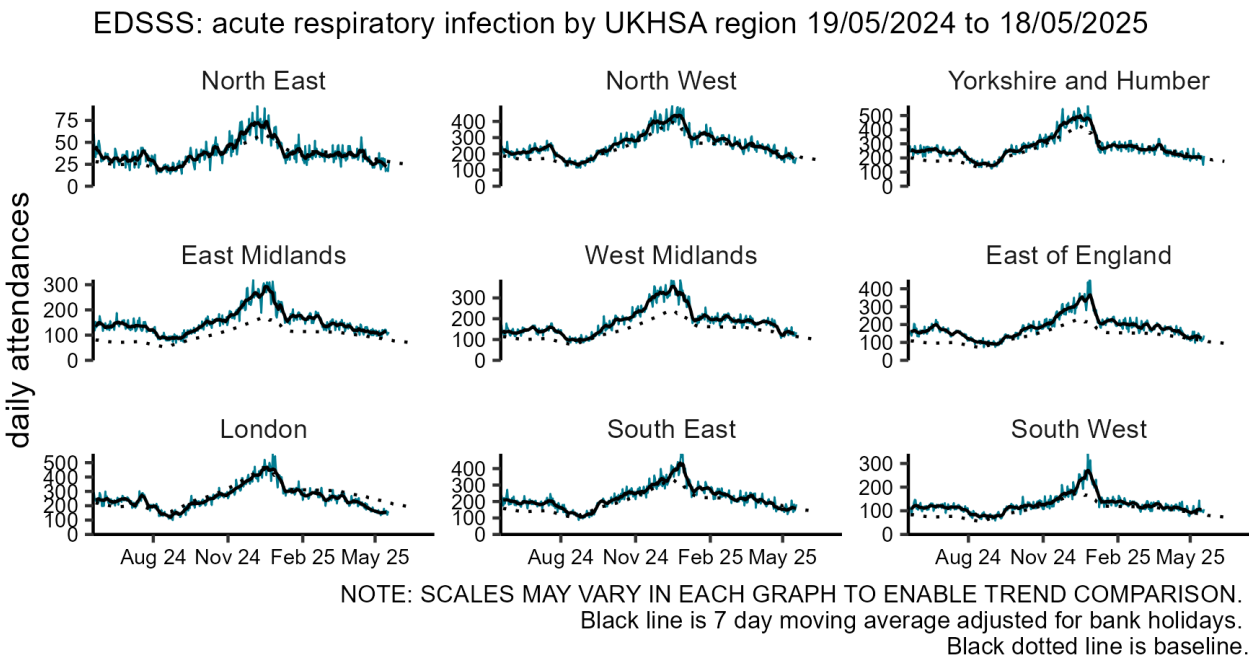 EDSSS: acute respiratory infection by UKHSA region 19/05/2024 to 18/05/2025
daily attendances
North East
75
50
25
0
North West
400
300
200
100
0
Yorkshire and Humber
500
400
300
200
100
0
East Midlands
300
200
100
0
West Midlands
300
200
100
0
East of England
400
300
200
100
0
London
500
400
300
200
100
0
Aug 24 Nov 24 Feb 25 May 25
South East
400
300
200
100
0
Aug 24 Nov 24 Feb 25 May 25
South West
300
200
100
0
Aug 24 Nov 24 Feb 25 May 25
NOTE: SCALES MAY VARY IN EACH GRAPH TO ENABLE TREND COMPARISON.
Black line is 7 day moving average adjusted for bank holidays.
Black dotted line is baseline.